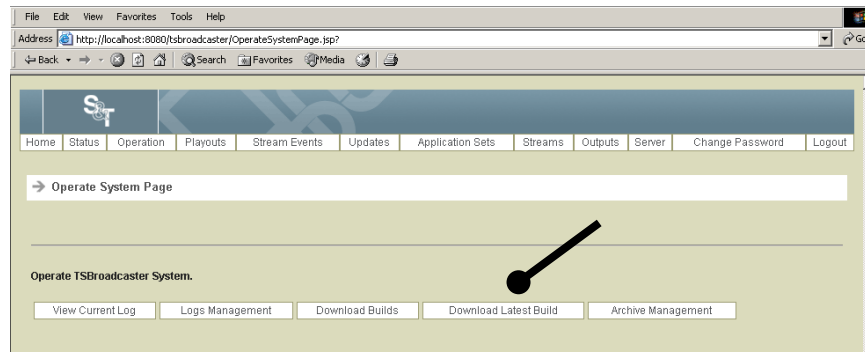 File Edit View Favorites Tools Help
Address http://localhost:8080/tsbroadcaster/OperateSystemPage.jsp? Go
Back Search Favorites Media
S&T
Home Status Operation Playouts Stream Events Updates Application Sets Streams Outputs Server Change Password Logout
Operate System Page
Operate TSBroadcaster System.
View Current Log Logs Management Download Builds Download Latest Build Archive Management